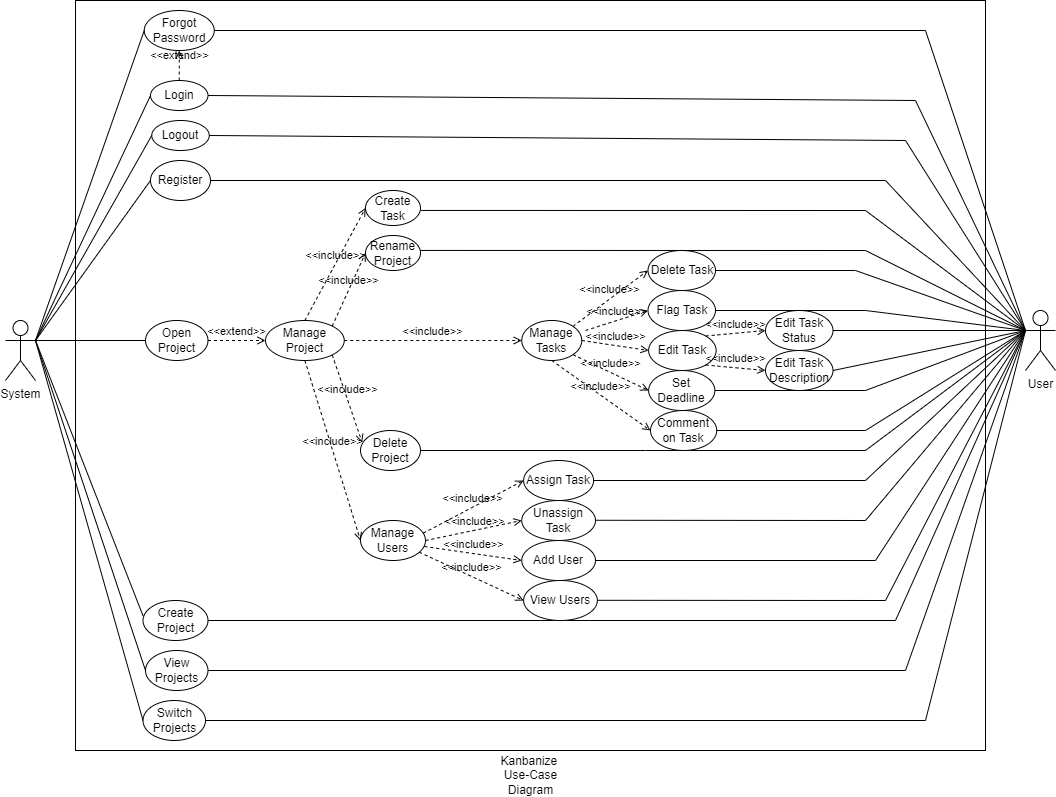 Forgot
Password
<<extend>>
Login
Logout
Register
Create
Task
<<include>>
Rename
Project
<<include>>
Delete Task
<<include>>
Flag Task
<<include>>
Open
Project
<<extend>>
Manage
Project
<<include>>
Manage
Tasks
<<include>>
Edit Task
<<include>>
Edit Task
Status
<<include>>
Edit Task
Description
<<include>>
Set
Deadline
<<include>>
Comment
on Task
System
User
<<include>>
Delete
Project
<<include>>
Manage
Users
<<include>>
Assign Task
<<include>>
Unassign
Task
<<include>>
Add User
<<include>>
View Users
Create
Project
View
Projects
Switch
Projects
Kanbanize
Use-Case
Diagram